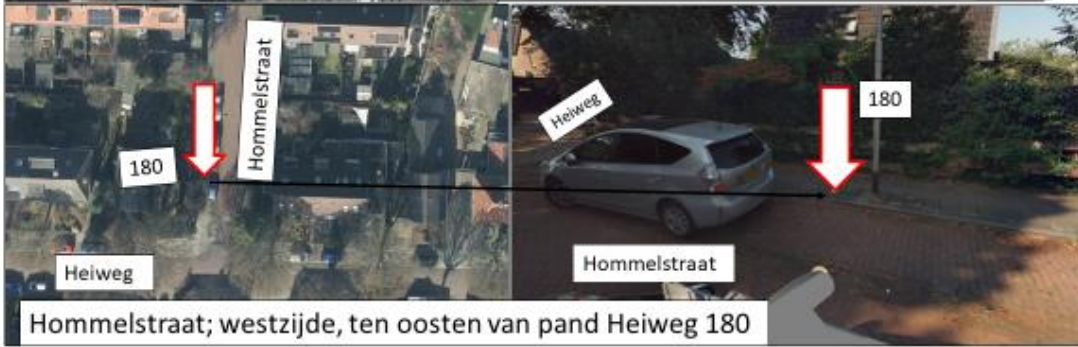 Hommelstraat
180
Heiweg
Heiweg
180
Hommelstraat
Hommelstraat; westzijde, ten oosten van pand Heiweg 180